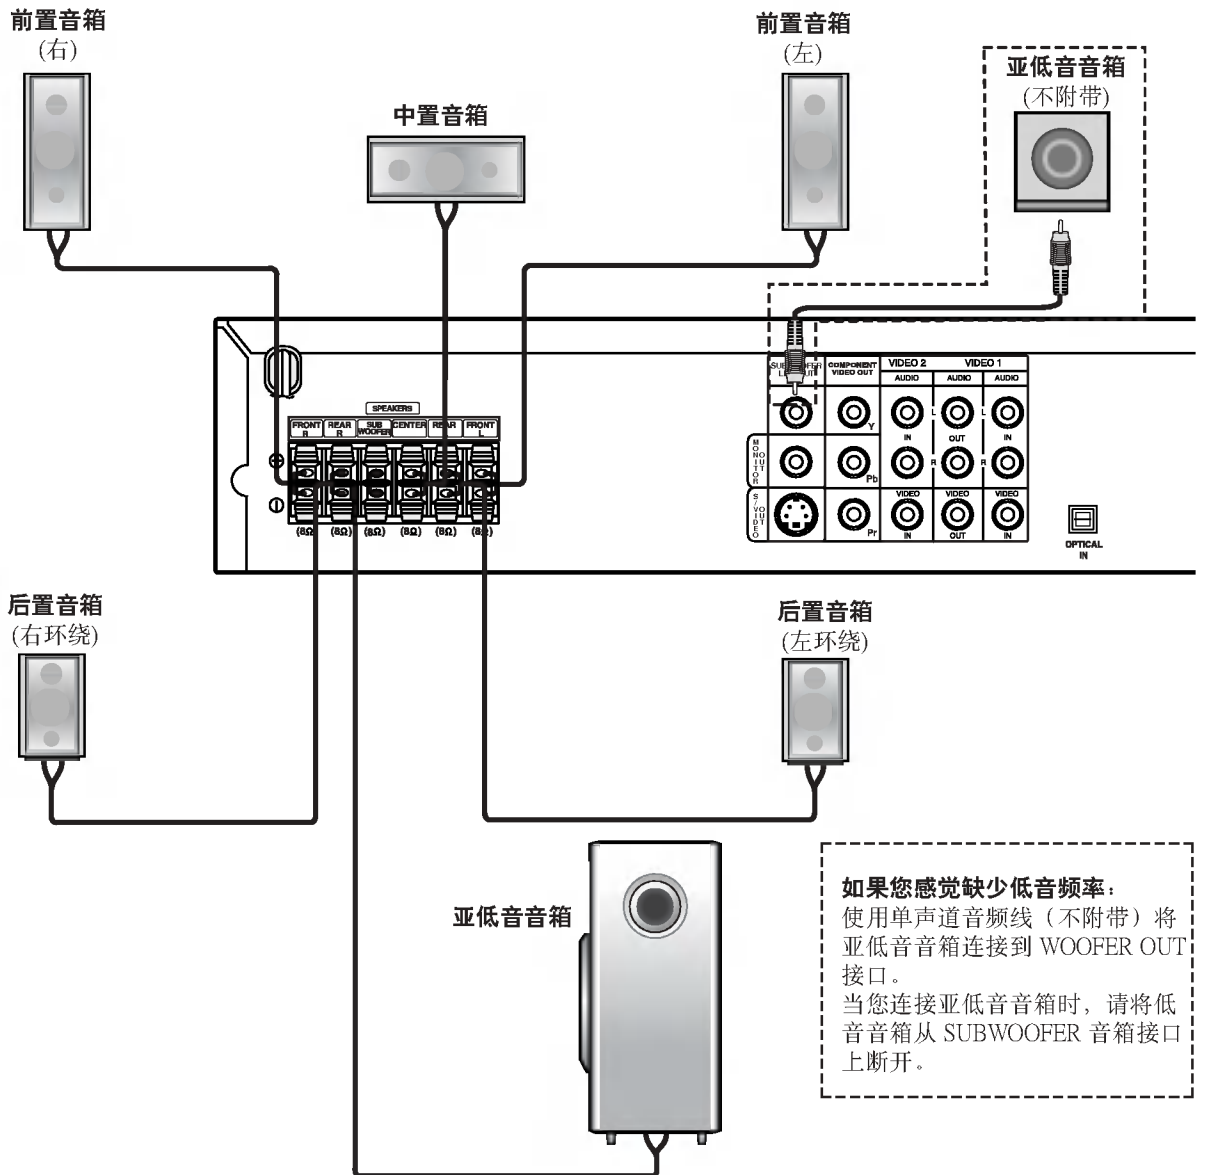 前置音箱
(右)
前置音箱
(左)
亚低音音箱
(不附带)
中置音箱
COMPONENT
VIDEO OUT
VIDEO 2
VIDEO 1
AUDIO
AUDIO
AUDIO
SPEAKERS
FRONT
R
REAR
R
SUB
WOOFER
CENTER
REAR
FRONT
L
L
L
Y
IN
OUT
IN
MONITOR
OUT
R
R
Pb
S/VIDEO
OUT
VIDEO
VIDEO
VIDEO
Pr
IN
OUT
IN
(8Ω)
(8Ω)
(8Ω)
(8Ω)
(8Ω)
(8Ω)
OPTICAL
IN
后置音箱
(右环绕)
后置音箱
(左环绕)
亚低音音箱
如果您感觉缺少低音频率：
使用单声道音频线（不附带）将
亚低音音箱连接到 WOOFER OUT
接口。
当您连接亚低音音箱时，请将低
音音箱从 SUBWOOFER 音箱接口
上断开。